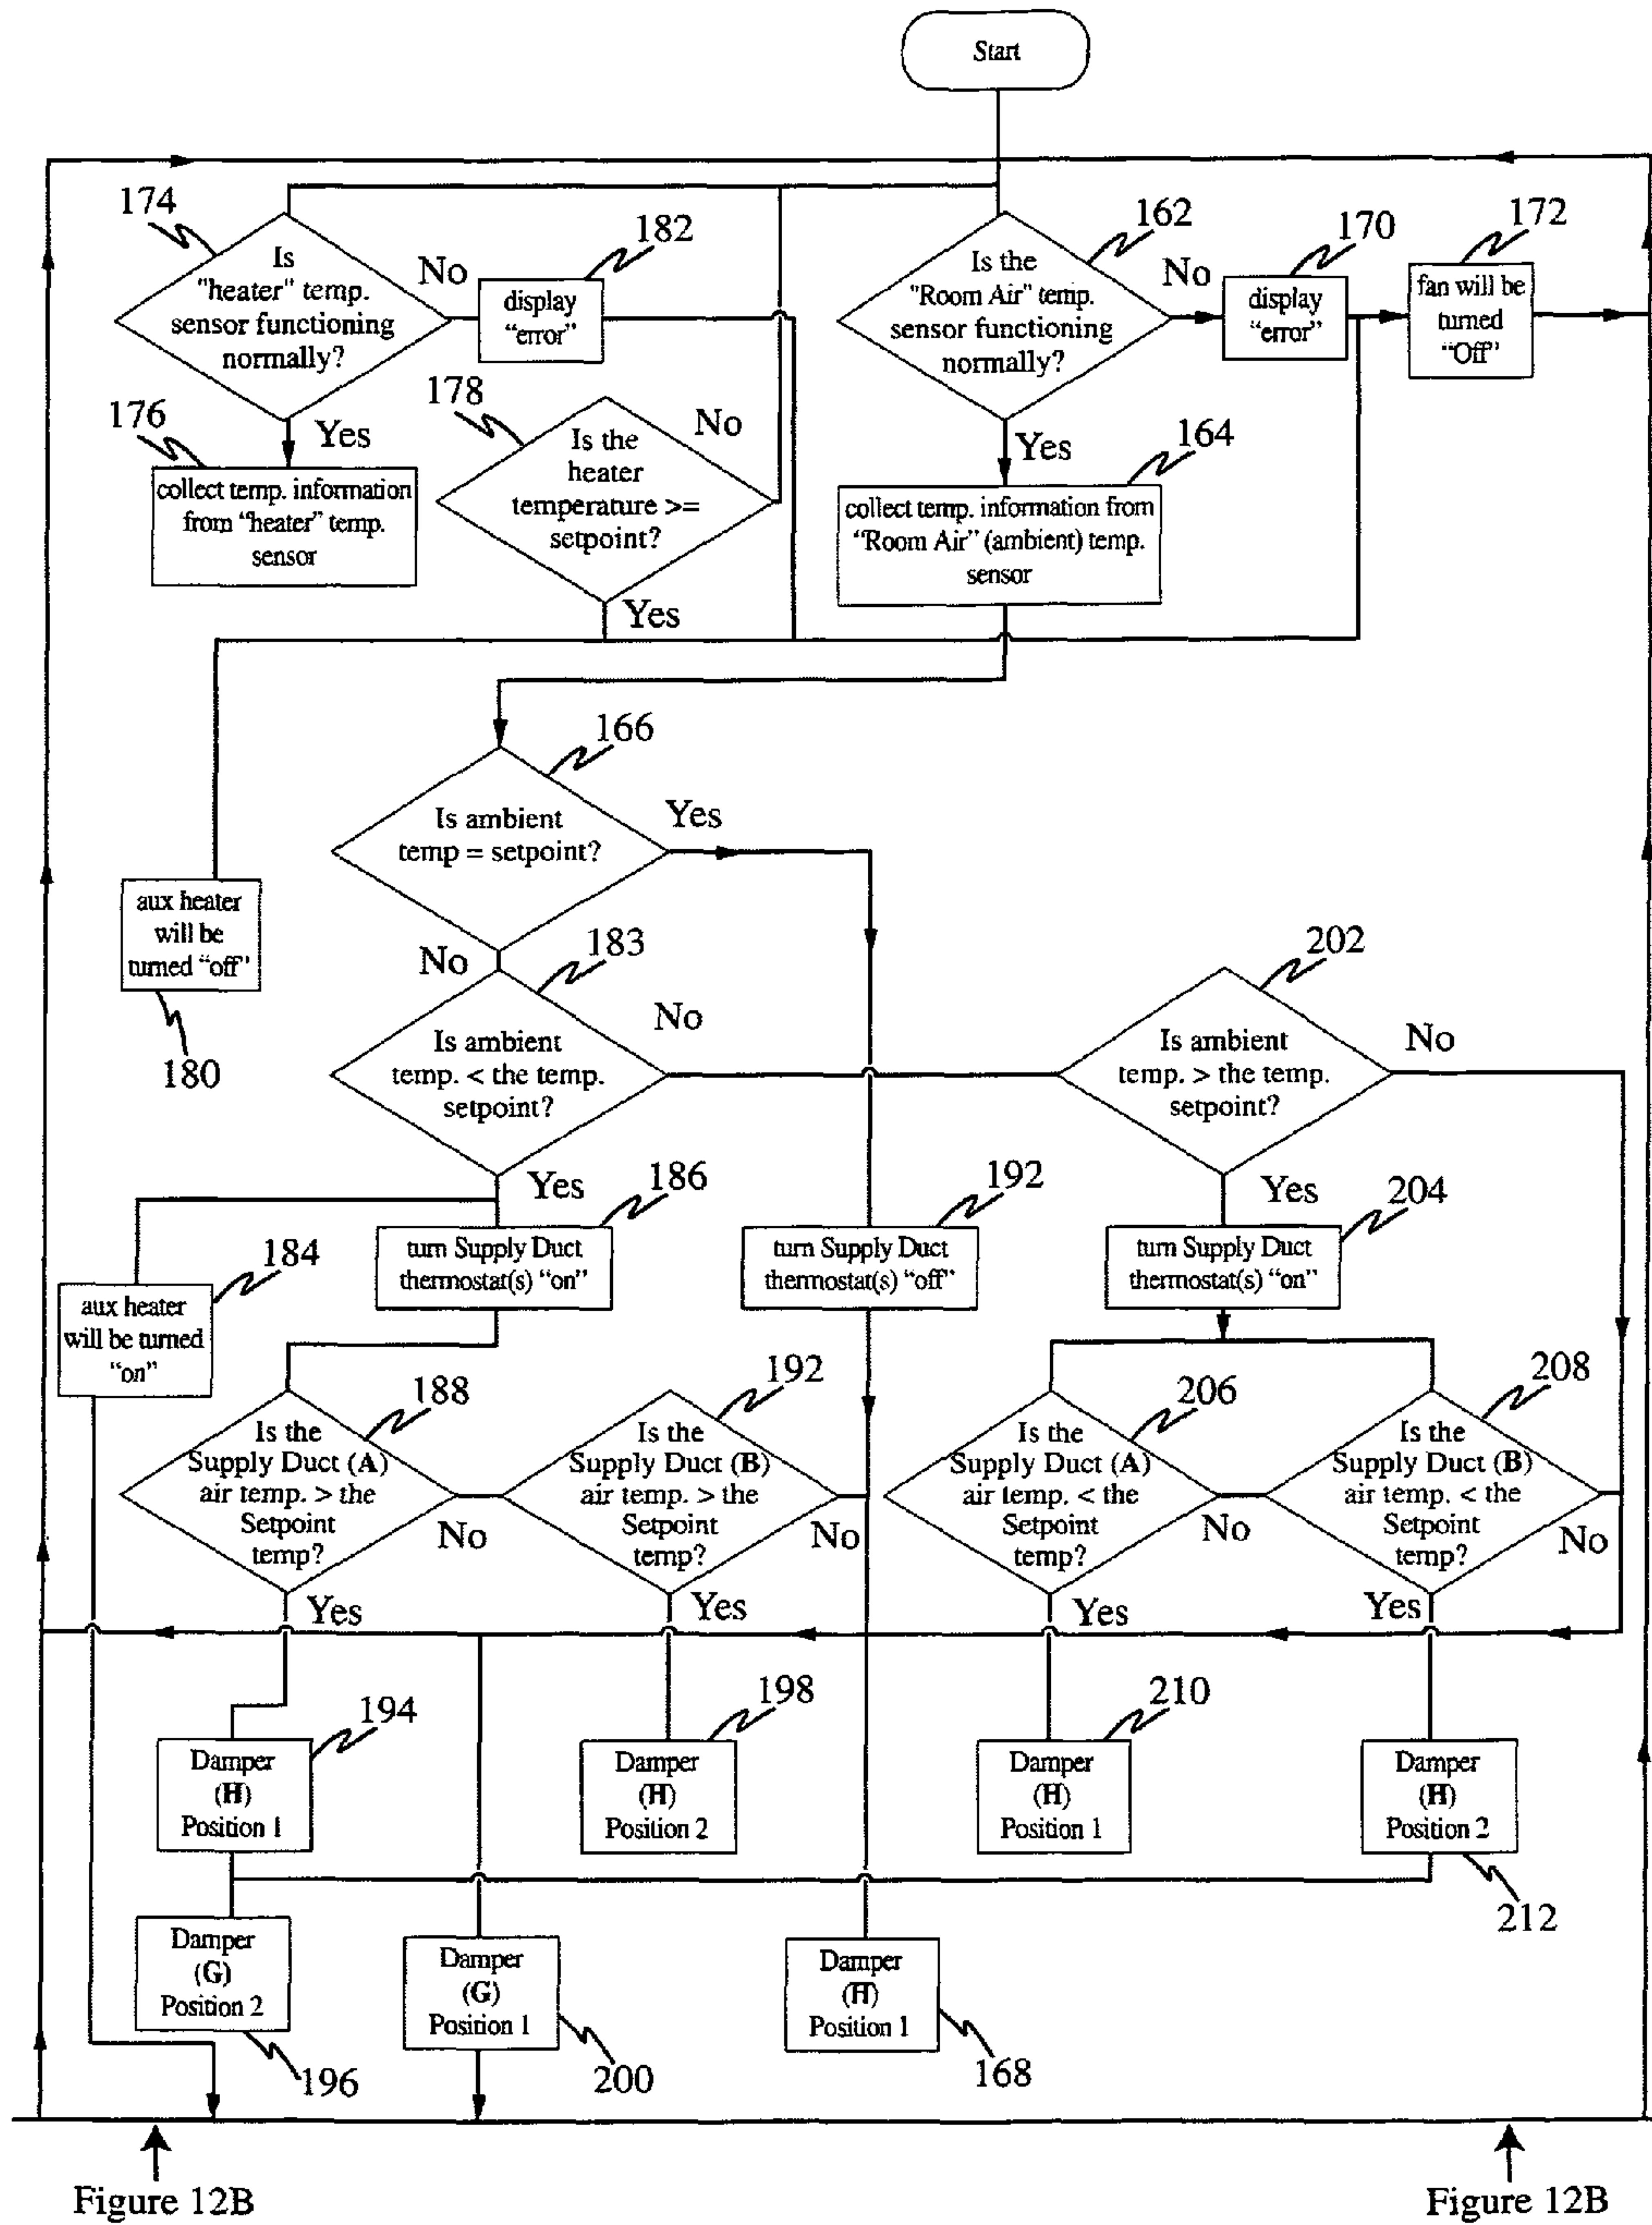 Start
174
Is
"heater" temp.
sensor functioning
normally?
No
182
display
"error"
162
Is the
"Room Air" temp.
sensor functioning
normally?
No
170
display
"error"
172
fan will be
turned
"Off"
176
Yes
collect temp. information
from "heater" temp.
sensor
178
Is the
heater
temperature >=
setpoint?
No
Yes
Yes
164
collect temp. information from
"Room Air" (ambient) temp.
sensor
166
Is ambient
temp = setpoint?
Yes
No
aux heater
will be
turned "off"
180
183
Is ambient
temp. < the temp.
setpoint?
No
Yes
202
Is ambient
temp. > the temp.
setpoint?
No
Yes
184
aux heater
will be turned
"on"
186
turn Supply Duct
thermostat(s) "on"
192
turn Supply Duct
thermostat(s) "off"
204
turn Supply Duct
thermostat(s) "on"
188
Is the
Supply Duct (A)
air temp. > the
Setpoint
temp?
No
Yes
192
Is the
Supply Duct (B)
air temp. > the
Setpoint
temp?
No
Yes
206
Is the
Supply Duct (A)
air temp. < the
Setpoint
temp?
No
Yes
208
Is the
Supply Duct (B)
air temp. < the
Setpoint
temp?
No
Yes
194
Damper
(H)
Position 1
198
Damper
(H)
Position 2
210
Damper
(H)
Position 1
Damper
(H)
Position 2
212
Damper
(G)
Position 2
196
Damper
(G)
Position 1
200
Damper
(H)
Position 1
168
Figure 12B
Figure 12B